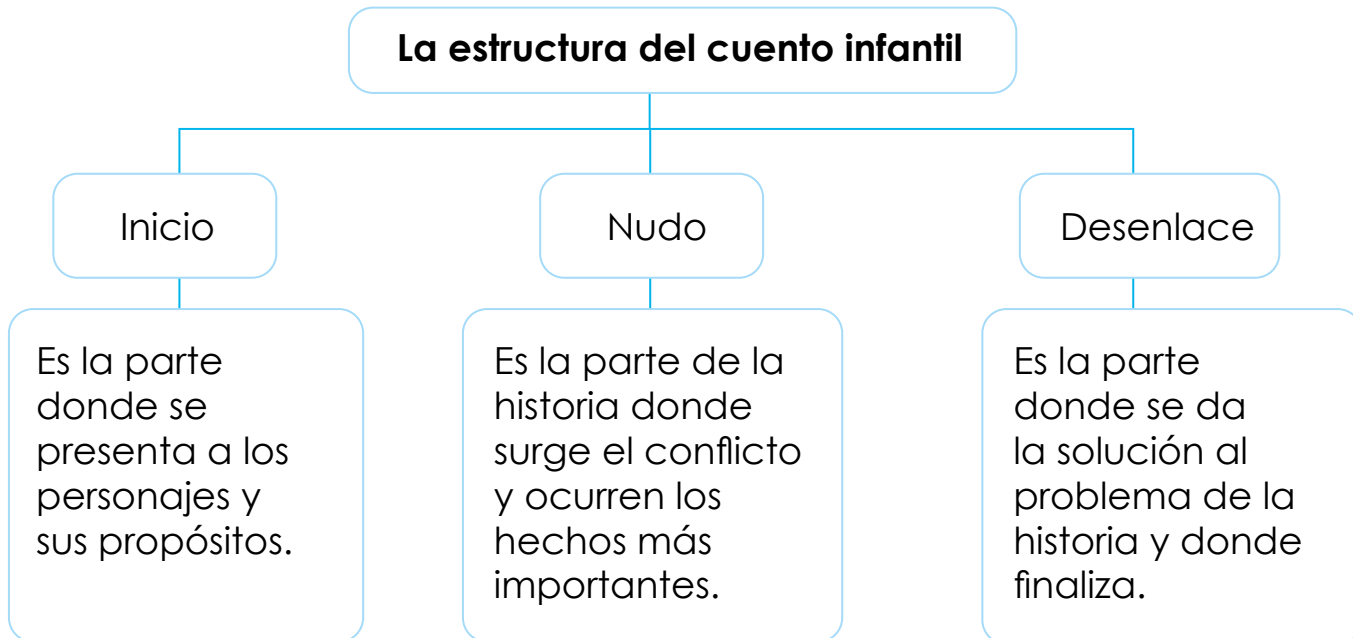 La estructura del cuento infantil
Inicio
Nudo
Desenlace
Es la parte
donde se
presenta a los
personajes y
sus propósitos.
Es la parte de la
historia donde
surge el conflicto
y ocurren los
hechos más
importantes.
Es la parte
donde se da
la solución al
problema de la
historia y donde
finaliza.